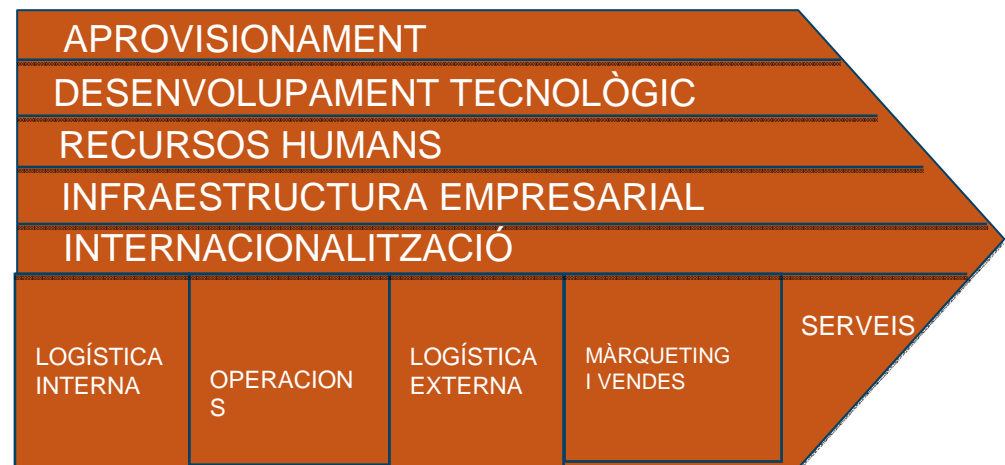 APROVISIONAMENT
DESENVOLUPAMENT TECNOLÒGIC
RECURSOS HUMANS
INFRAESTRUCTURA EMPRESARIAL
INTERNACIONALITZACIÓ
LOGÍSTICA
INTERNA
OPERACION
S
LOGÍSTICA
EXTERNA
MÀRQUETING
I VENDES
SERVEIS